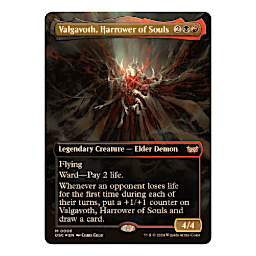 Valgavoth, Harrower of Souls 2
Legendary Creature — Elder Demon
Flying
Ward—Pay 2 life.
Whenever an opponent loses life
for the first time during each of
their turns, put a +1/+1 counter on
Valgavoth, Harrower of Souls and
draw a card.
4/4